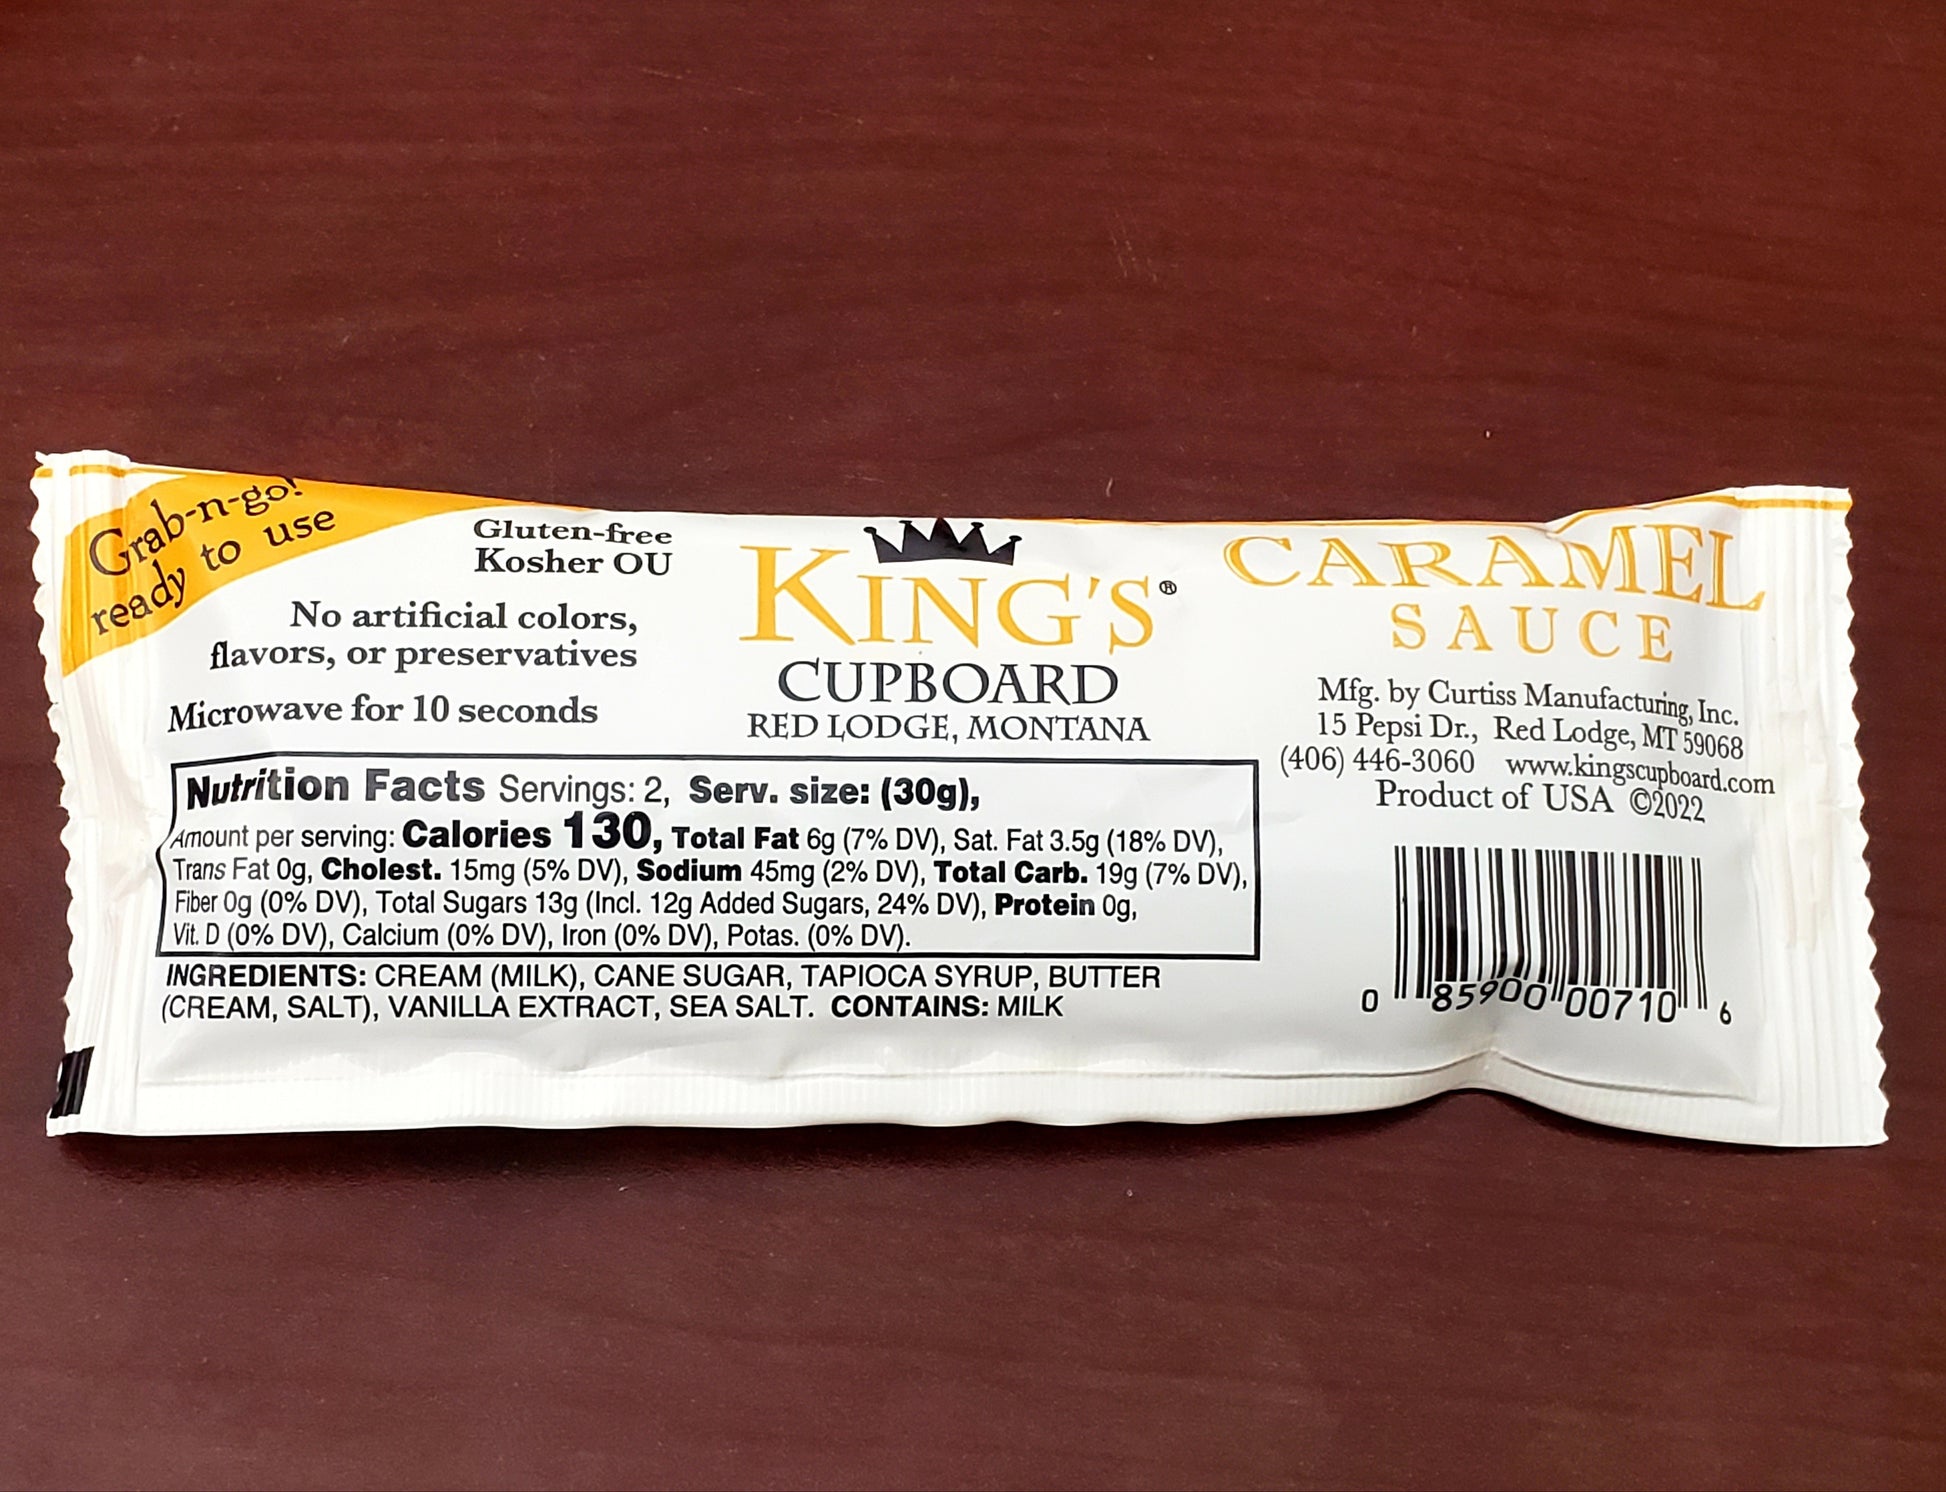 Grab-n-go!
ready to use
Gluten-free
Kosher OU
No artificial colors,
flavors, or preservatives
Microwave for 10 seconds
KING'S®
CUPBOARD
RED LODGE, MONTANA
CARAMEL
SAUCE
Mfg. by Curtiss Manufacturing, Inc.
15 Pepsi Dr., Red Lodge, MT 59068
(406) 446-3060 www.kingscupboard.com
Product of USA ©2022
Nutrition Facts Servings: 2, Serv. size: (30g),
Amount per serving: Calories 130, Total Fat 6g (7% DV), Sat. Fat 3.5g (18% DV),
Trans Fat 0g, Cholest. 15mg (5% DV), Sodium 45mg (2% DV), Total Carb. 19g (7% DV),
Fiber 0g (0% DV), Total Sugars 13g (Incl. 12g Added Sugars, 24% DV), Protein 0g,
Vit. D (0% DV), Calcium (0% DV), Iron (0% DV), Potas. (0% DV).
INGREDIENTS: CREAM (MILK), CANE SUGAR, TAPIOCA SYRUP, BUTTER
(CREAM, SALT), VANILLA EXTRACT, SEA SALT. CONTAINS: MILK
0 85900 00710 6